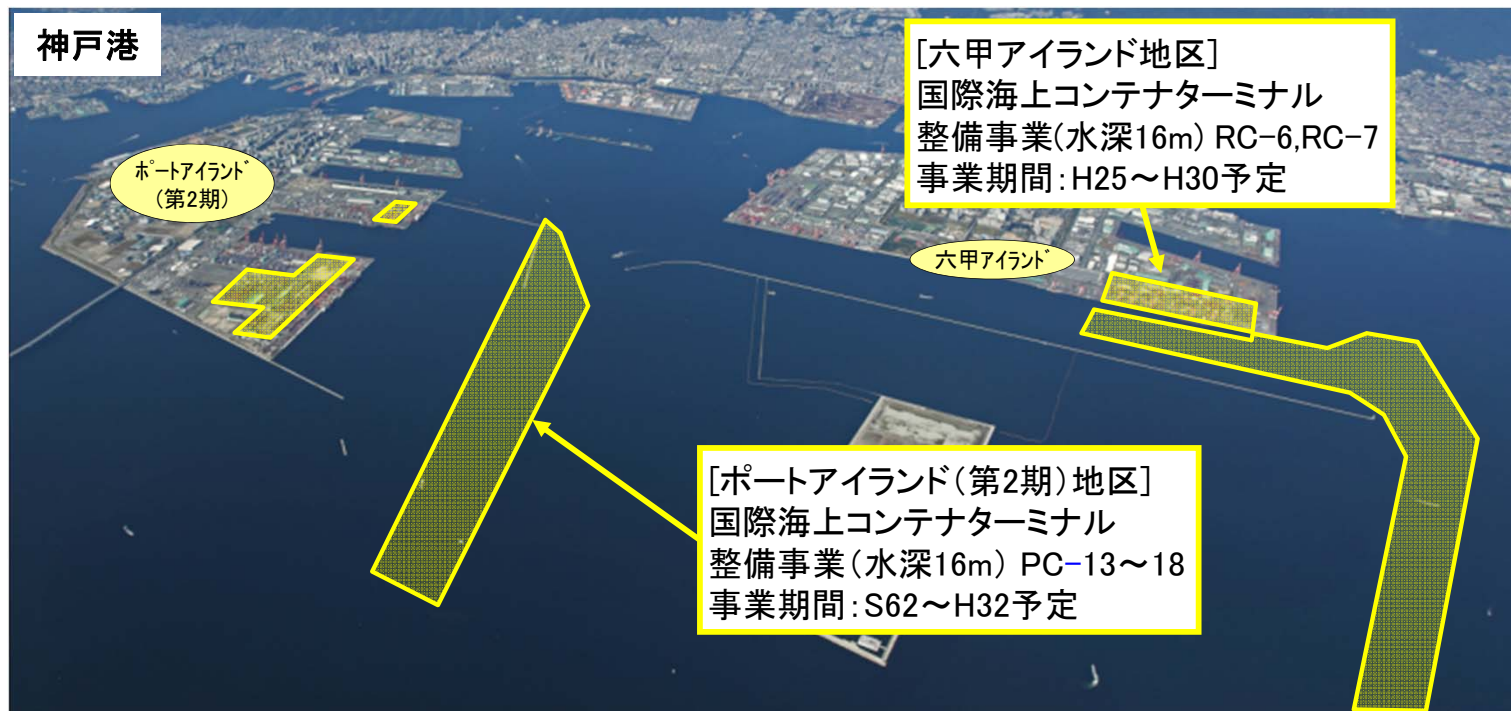 神戸港
[六甲アイランド地区]
国際海上コンテナターミナル
整備事業(水深16m) RC-6,RC-7
事業期間:H25~H30予定
ポートアイランド
(第2期)
六甲アイランド
[ポートアイランド(第2期)地区]
国際海上コンテナターミナル
整備事業(水深16m) PC-13~18
事業期間:S62~H32予定